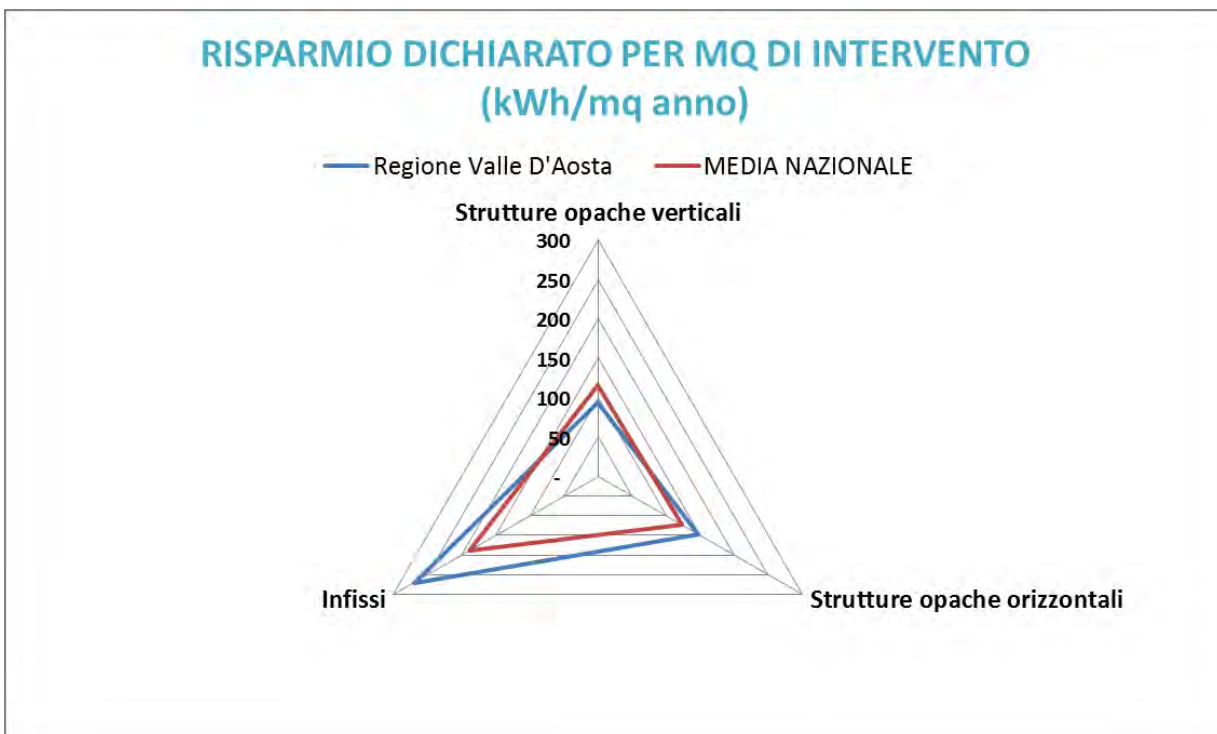 RISPARMIO DICHIARATO PER MQ DI INTERVENTO
(kWh/mq anno)
Regione Valle D'Aosta MEDIA NAZIONALE
Strutture opache verticali
300
250
200
150
100
50
-
Infissi
Strutture opache orizzontali